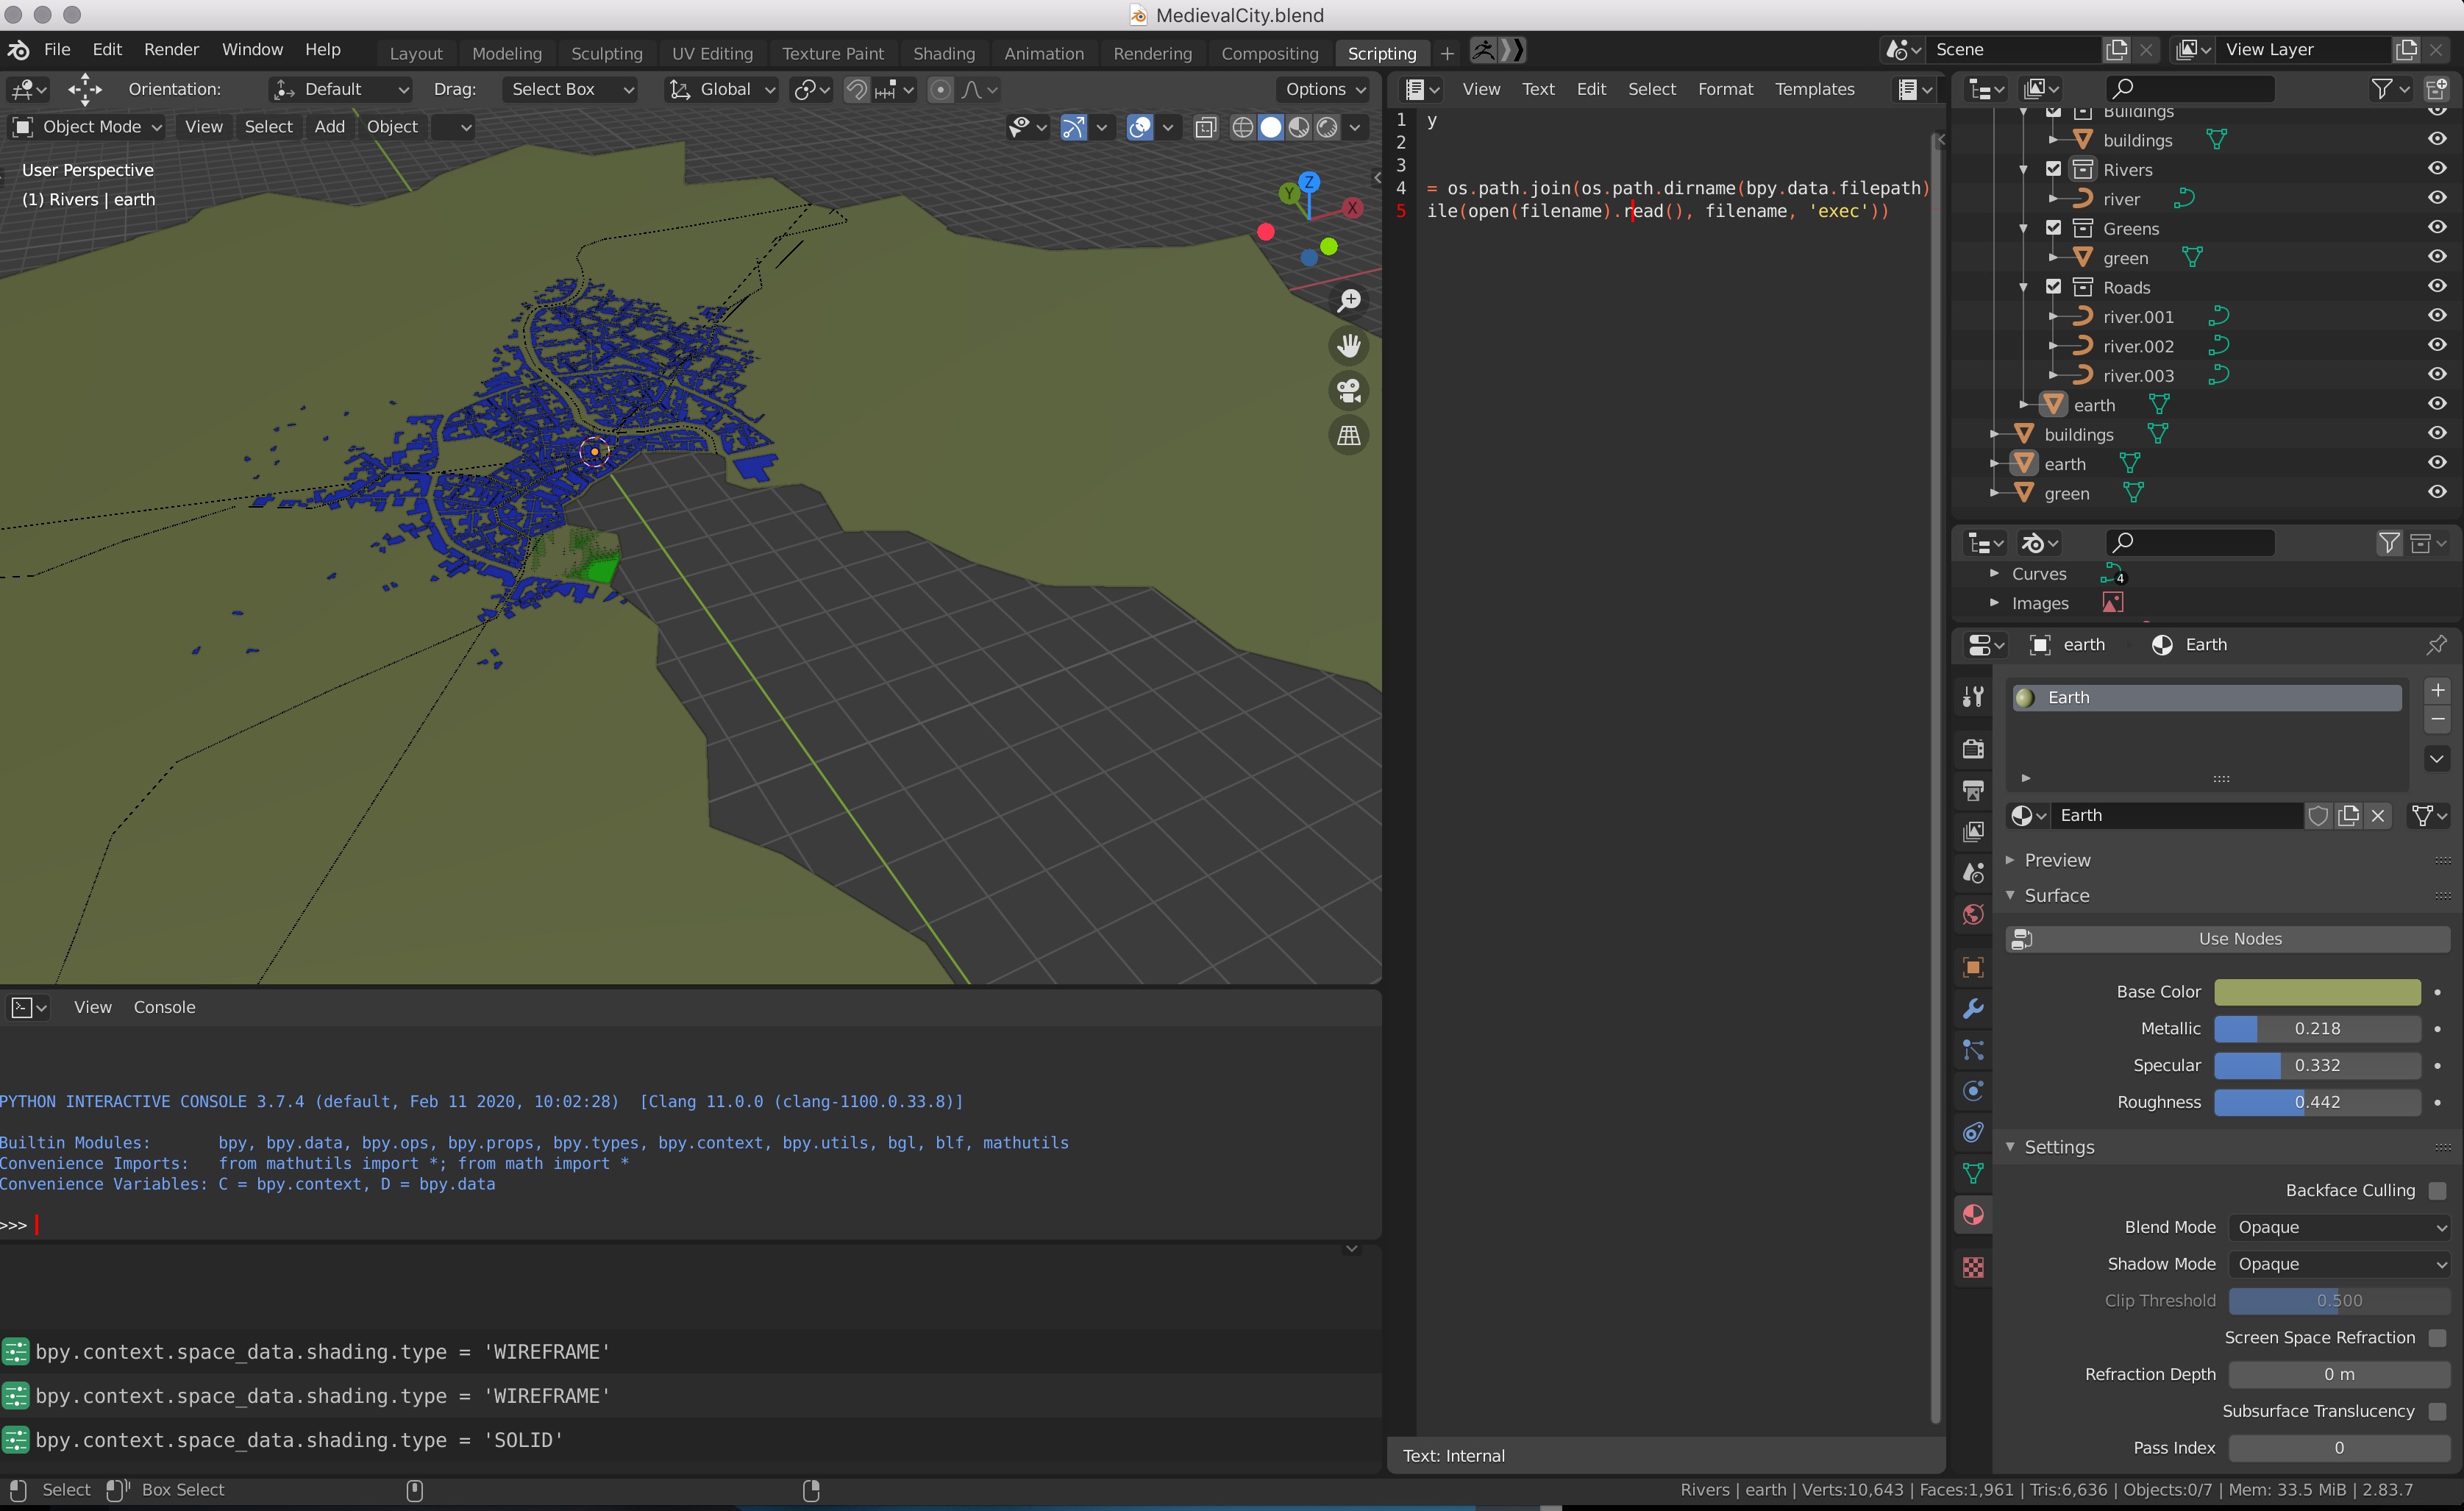 MedievalCity.blend
File Edit Render Window Help Layout Modeling Sculpting UV Editing Texture Paint Shading Animation Rendering Compositing Scripting + Scene View Layer
Orientation: Default Drag: Select Box Global Options
Object Mode View Select Add Object
User Perspective
(1) Rivers | earth
Z
Y
X
View Text Edit Select Format Templates
1 y
2
3
4 = os.path.join(os.path.dirname(bpy.data.filepath)
5 ile(open(filename).read(), filename, 'exec'))
Text: Internal
Buildings
buildings
Rivers
river
Greens
green
Roads
river.001
river.002
river.003
earth
buildings
earth
green
Curves 4
Images
earth Earth
Earth
Earth
Preview
Surface
Use Nodes
Base Color
Metallic 0.218
Specular 0.332
Roughness 0.442
Settings
Backface Culling
Blend Mode Opaque
Shadow Mode Opaque
Clip Threshold 0.500
Screen Space Refraction
Refraction Depth 0 m
Subsurface Translucency
Pass Index 0
View Console
PYTHON INTERACTIVE CONSOLE 3.7.4 (default, Feb 11 2020, 10:02:28) [Clang 11.0.0 (clang-1100.0.33.8)]
Builtin Modules: bpy, bpy.data, bpy.ops, bpy.props, bpy.types, bpy.context, bpy.utils, bgl, blf, mathutils
Convenience Imports: from mathutils import *; from math import *
Convenience Variables: C = bpy.context, D = bpy.data
>>>
bpy.context.space_data.shading.type = 'WIREFRAME'
bpy.context.space_data.shading.type = 'WIREFRAME'
bpy.context.space_data.shading.type = 'SOLID'
Select Box Select
Rivers | earth | Verts:10,643 | Faces:1,961 | Tris:6,636 | Objects:0/7 | Mem: 33.5 MiB | 2.83.7